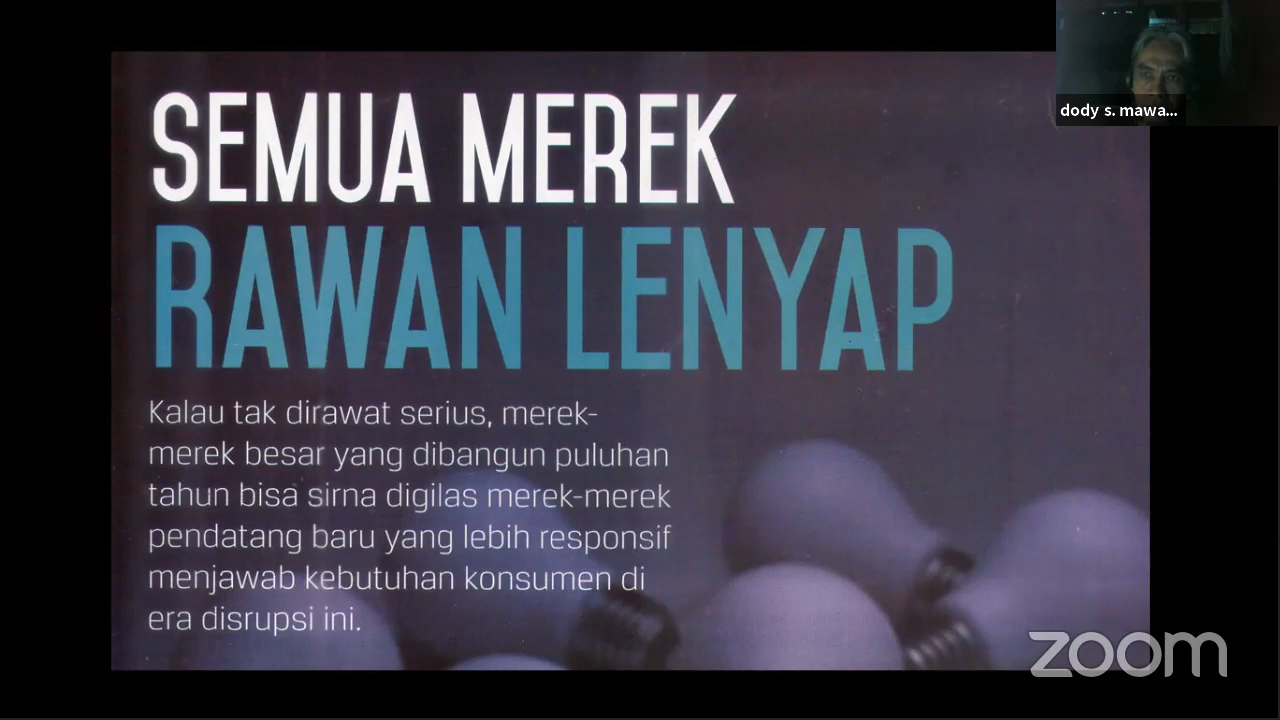 SEMUA MEREK
RAWAN LENYAP
Kalau tak dirawat serius, merek-
merek besar yang dibangun puluhan
tahun bisa sirna digilas merek-merek
pendatang baru yang lebih responsif
menjawab kebutuhan konsumen di
era disrupsi ini.
dody s. mawa...
zoom